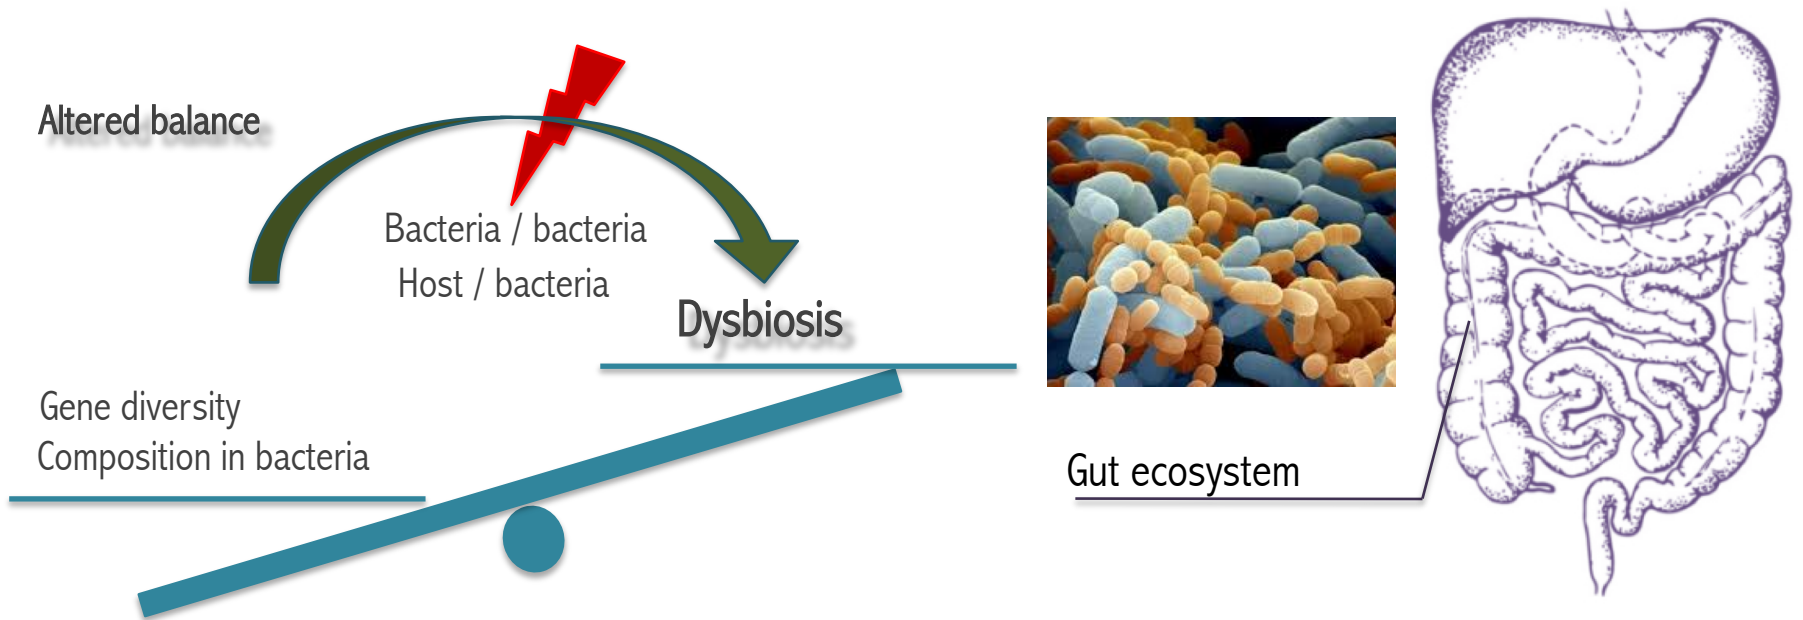 Altered balance
Bacteria / bacteria
Host / bacteria
Dysbiosis
Gene diversity
Composition in bacteria
Gut ecosystem